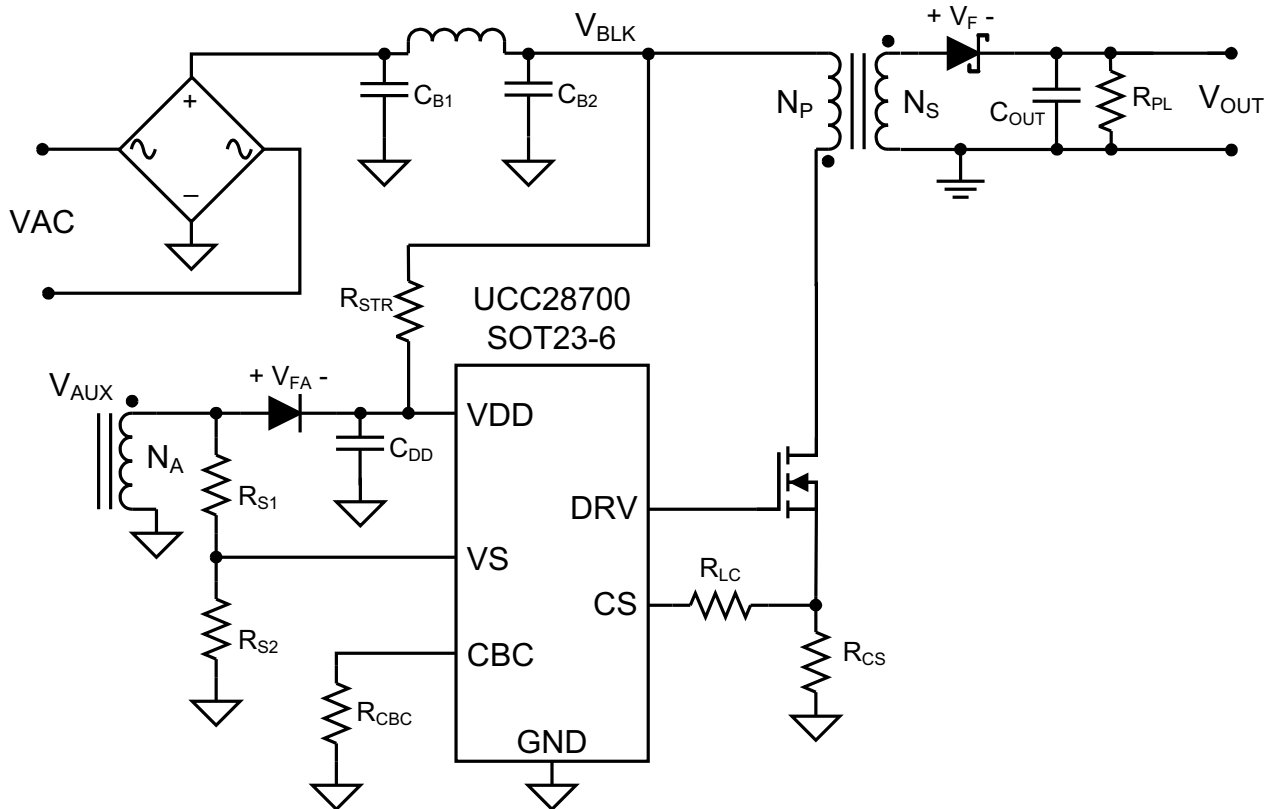 + V_F -
V_BLK
C_B1
C_B2
N_P
N_S
C_OUT
R_PL
V_OUT
+
−
VAC
R_STR
UCC28700
SOT23-6
V_AUX
+ V_FA -
N_A
C_DD
VDD
R_S1
DRV
VS
R_LC
CS
R_S2
CBC
R_CS
R_CBC
GND